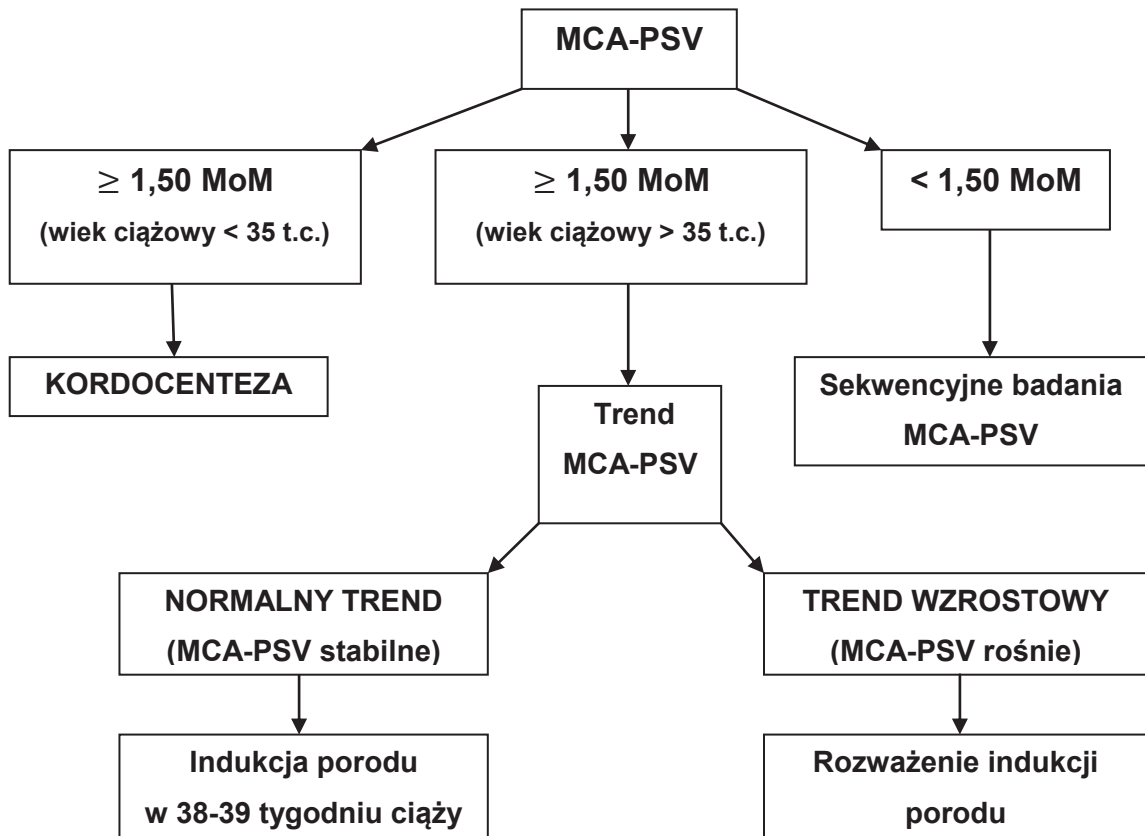 MCA-PSV
≥ 1,50 MoM
(wiek ciążowy < 35 t.c.)
≥ 1,50 MoM
(wiek ciążowy > 35 t.c.)
< 1,50 MoM
KORDOCENTEZA
Trend
MCA-PSV
Sekwencyjne badania
MCA-PSV
NORMALNY TREND
(MCA-PSV stabilne)
TREND WZROSTOWY
(MCA-PSV rośnie)
Indukcja porodu
w 38-39 tygodniu ciąży
Rozważenie indukcji
porodu